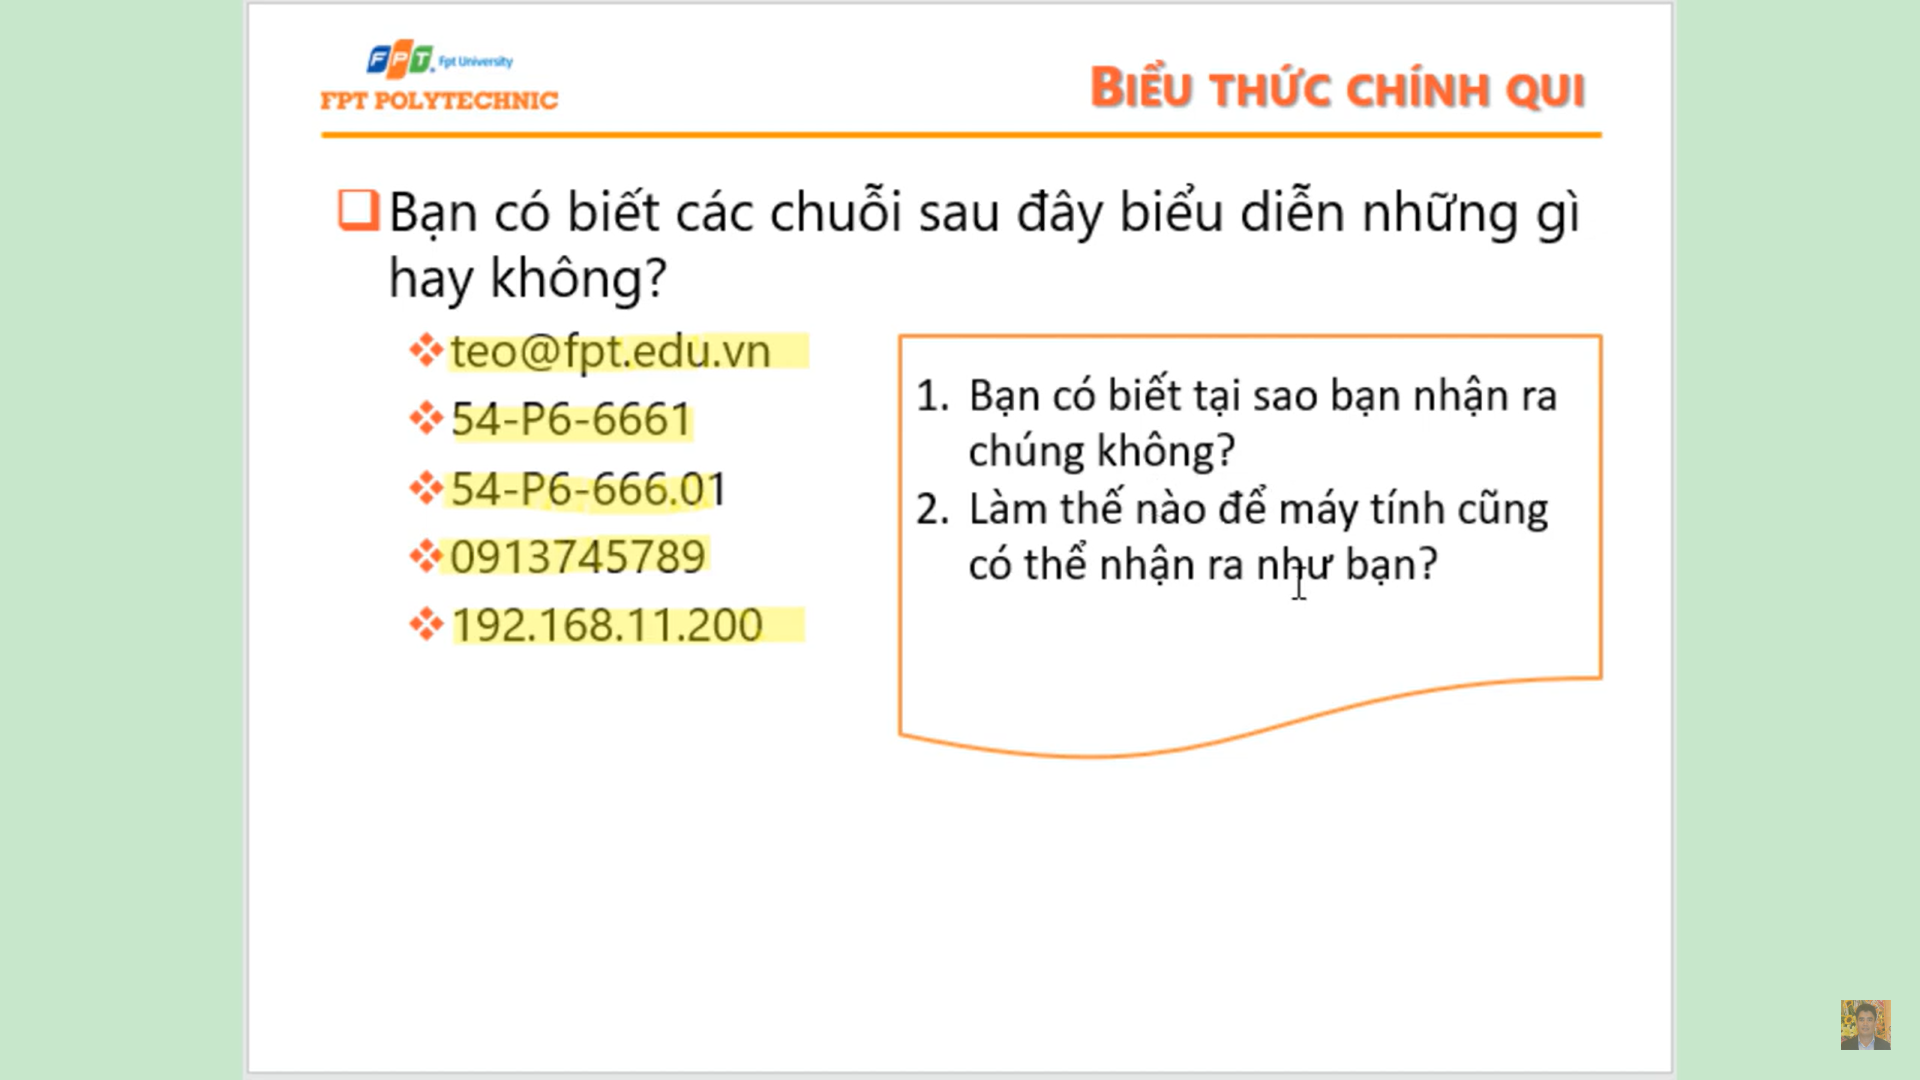 FPT. Fpt University
FPT POLYTECHNIC
BIỂU THỨC CHÍNH QUI
Bạn có biết các chuỗi sau đây biểu diễn những gì
hay không?
teo@fpt.edu.vn
54-P6-6661
54-P6-666.01
0913745789
192.168.11.200
1. Bạn có biết tại sao bạn nhận ra
chúng không?
2. Làm thế nào để máy tính cũng
có thể nhận ra như bạn?